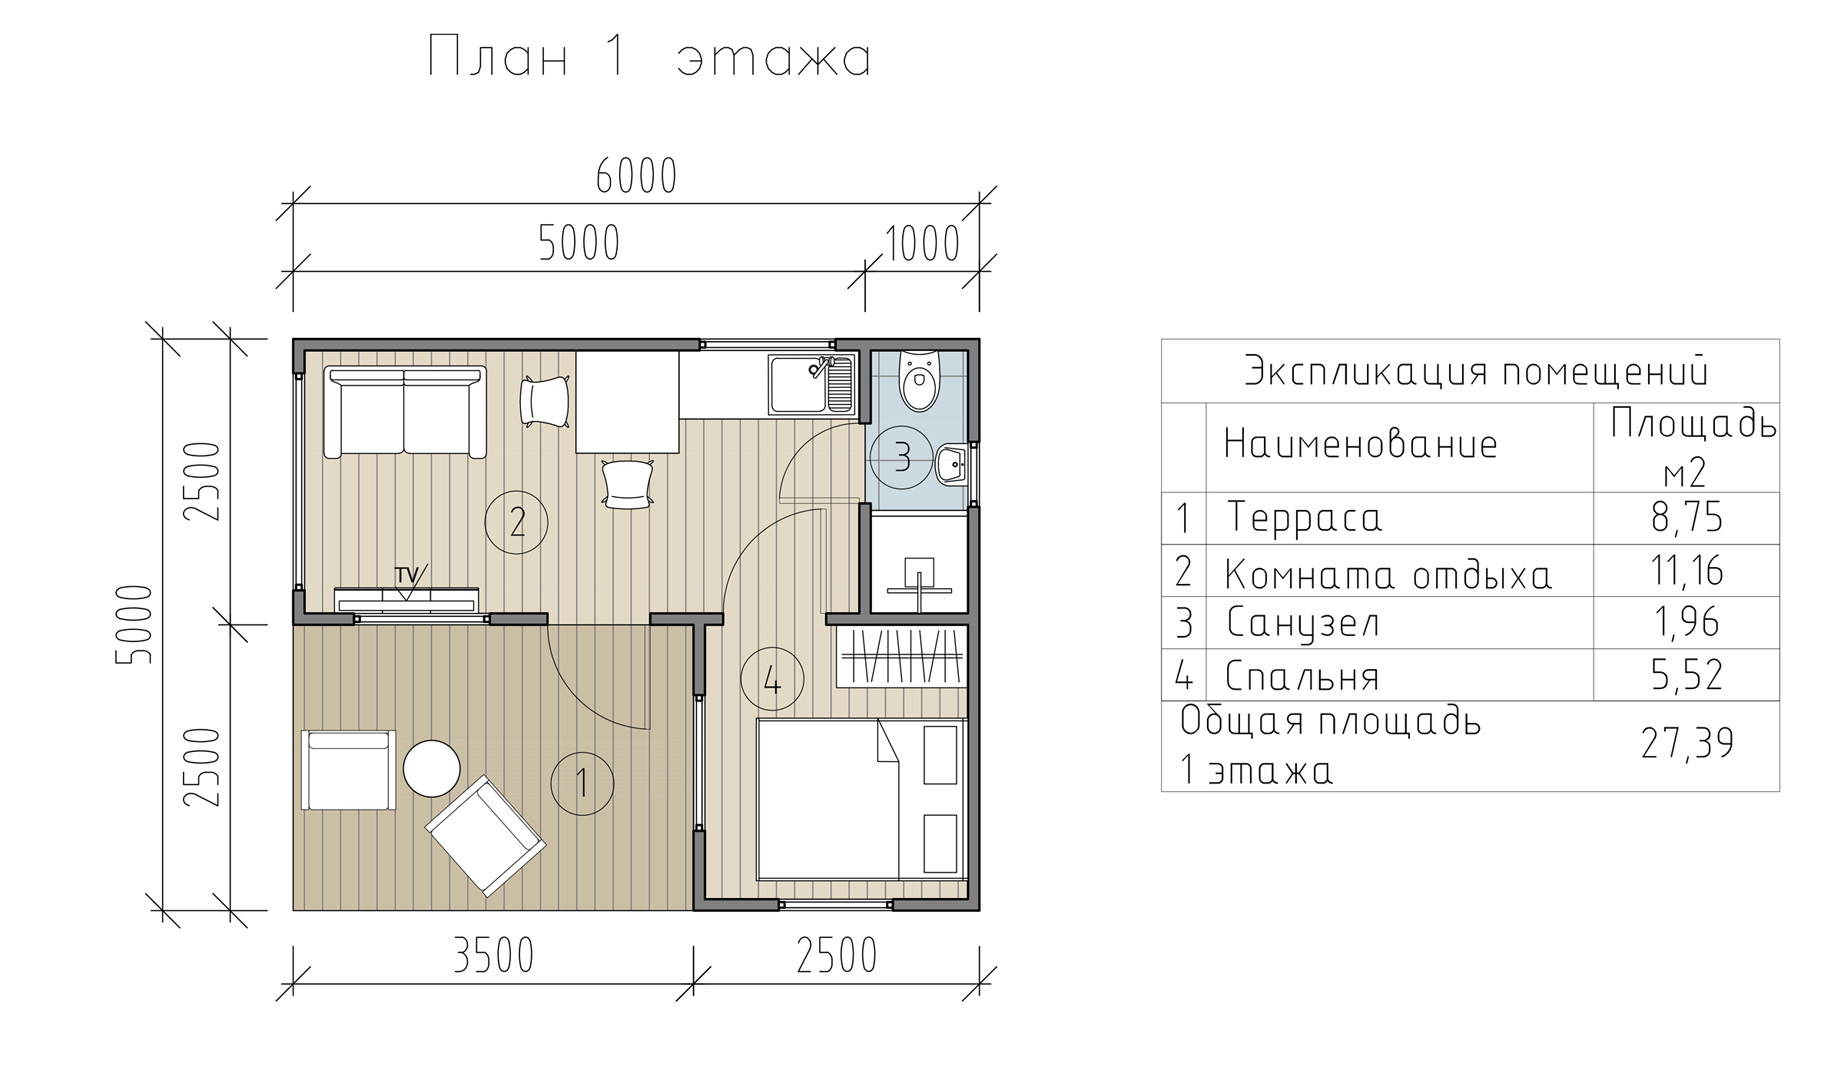 План 1 этажа
6000
5000
1000
2500
5000
2500
3500
2500
TV
1
2
3
4
Экспликация помещений
Наименование
Площадь
м2
1 Терраса 8,75
2 Комната отдыха 11,16
3 Санузел 1,96
4 Спальня 5,52
Общая площадь
1 этажа
27,39